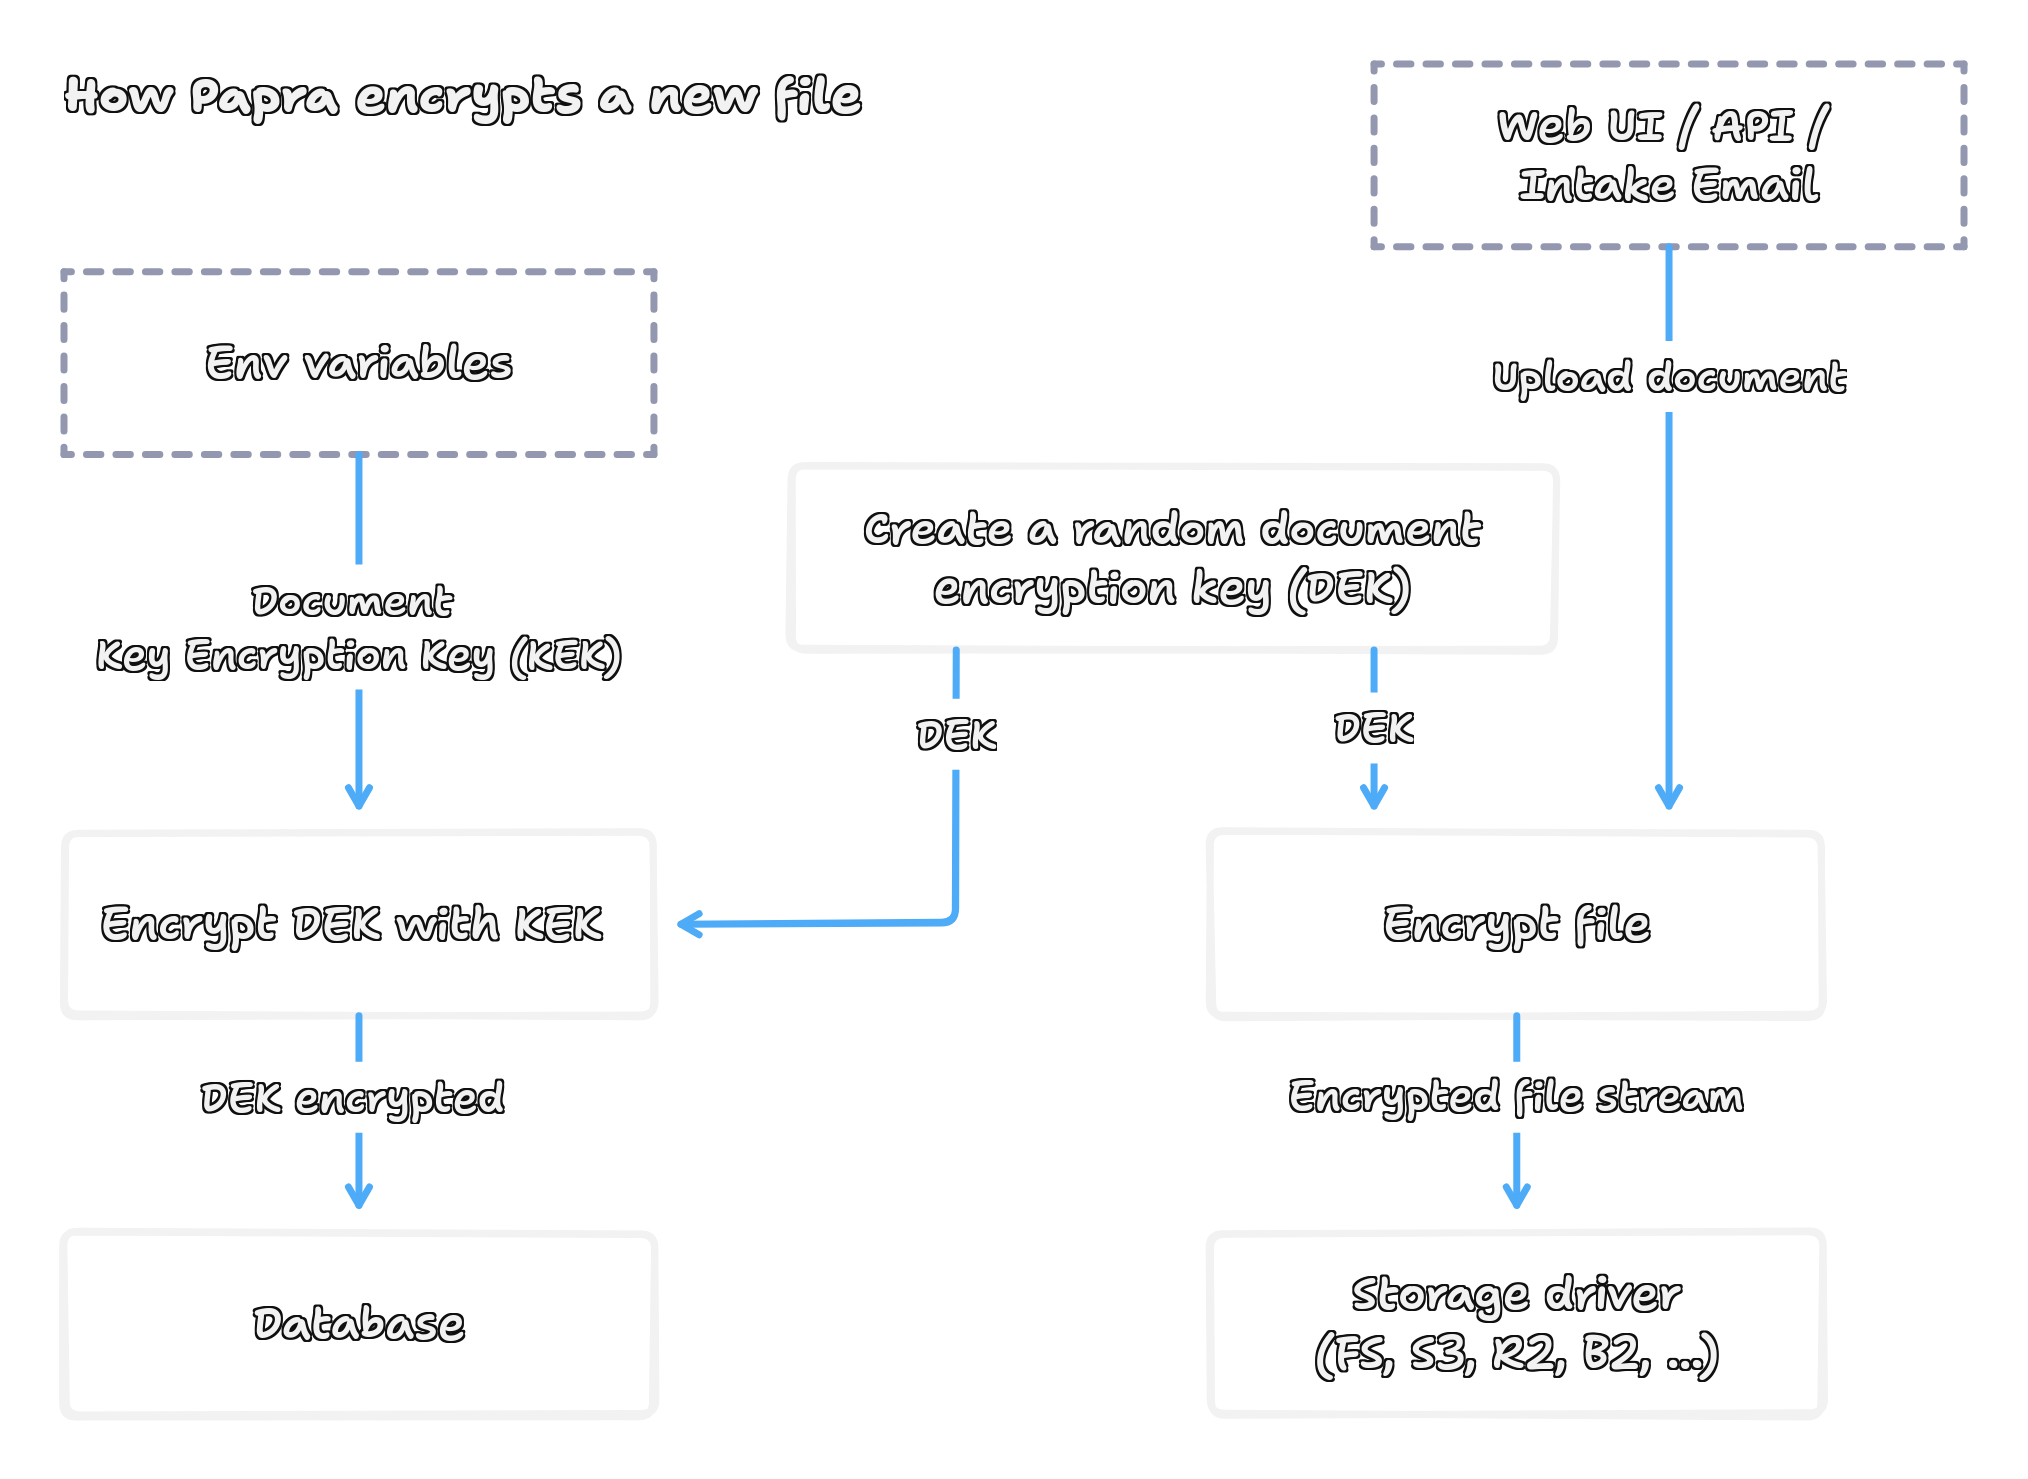 How Papra encrypts a new file
Web UI / API /
Intake Email
Env variables
Upload document
Create a random document
encryption key (DEK)
Document
Key Encryption Key (KEK)
DEK
DEK
Encrypt DEK with KEK
Encrypt file
DEK encrypted
Encrypted file stream
Database
Storage driver
(FS, S3, R2, B2, ...)